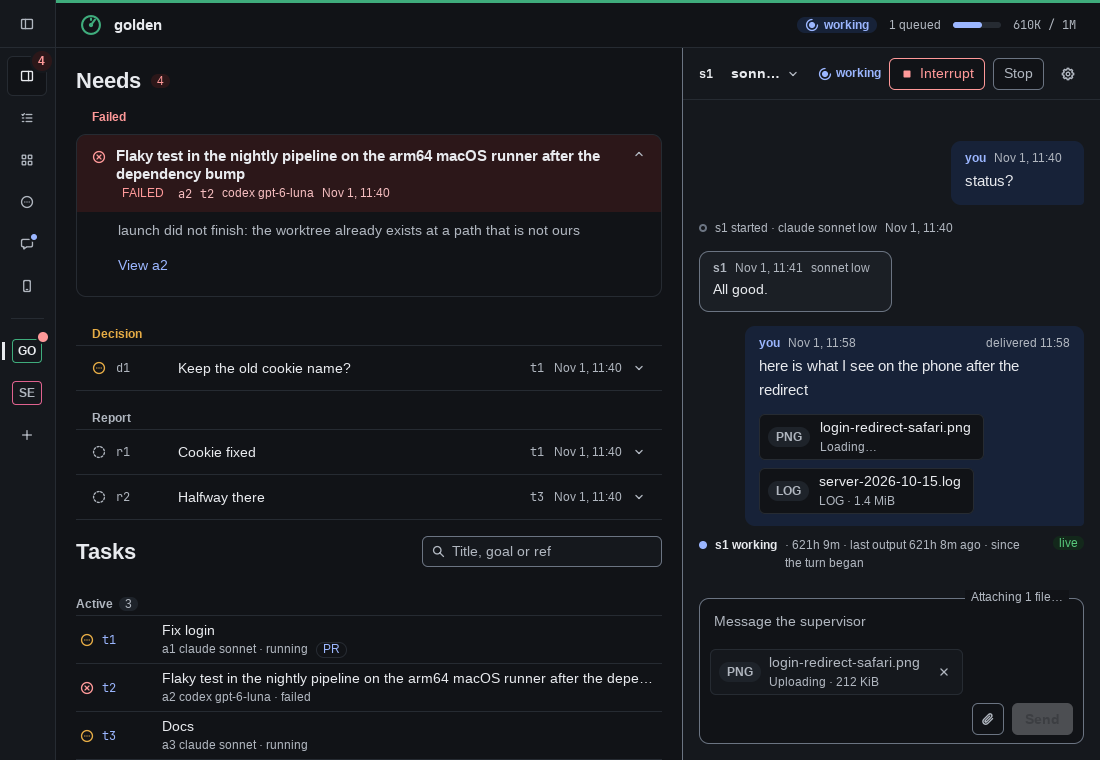 golden
working
1 queued
610K / 1M
4
GO
SE
Needs 4
Failed
Flaky test in the nightly pipeline on the arm64 macOS runner after the
dependency bump
FAILED a2 t2 codex gpt-6-luna Nov 1, 11:40
launch did not finish: the worktree already exists at a path that is not ours
View a2
Decision
d1 Keep the old cookie name? t1 Nov 1, 11:40
Report
r1 Cookie fixed t1 Nov 1, 11:40
r2 Halfway there t3 Nov 1, 11:40
Tasks
Title, goal or ref
Active 3
t1 Fix login
a1 claude sonnet · running PR
t2 Flaky test in the nightly pipeline on the arm64 macOS runner after the depe…
a2 codex gpt-6-luna · failed
t3 Docs
a3 claude sonnet · running
s1 sonn… working Interrupt Stop
you Nov 1, 11:40
status?
s1 started · claude sonnet low Nov 1, 11:40
s1 Nov 1, 11:41 sonnet low
All good.
you Nov 1, 11:58 delivered 11:58
here is what I see on the phone after the
redirect
PNG login-redirect-safari.png
Loading…
LOG server-2026-10-15.log
LOG · 1.4 MiB
s1 working · 621h 9m · last output 621h 8m ago · since
the turn began
live
Attaching 1 file…
Message the supervisor
PNG login-redirect-safari.png
Uploading · 212 KiB
Send